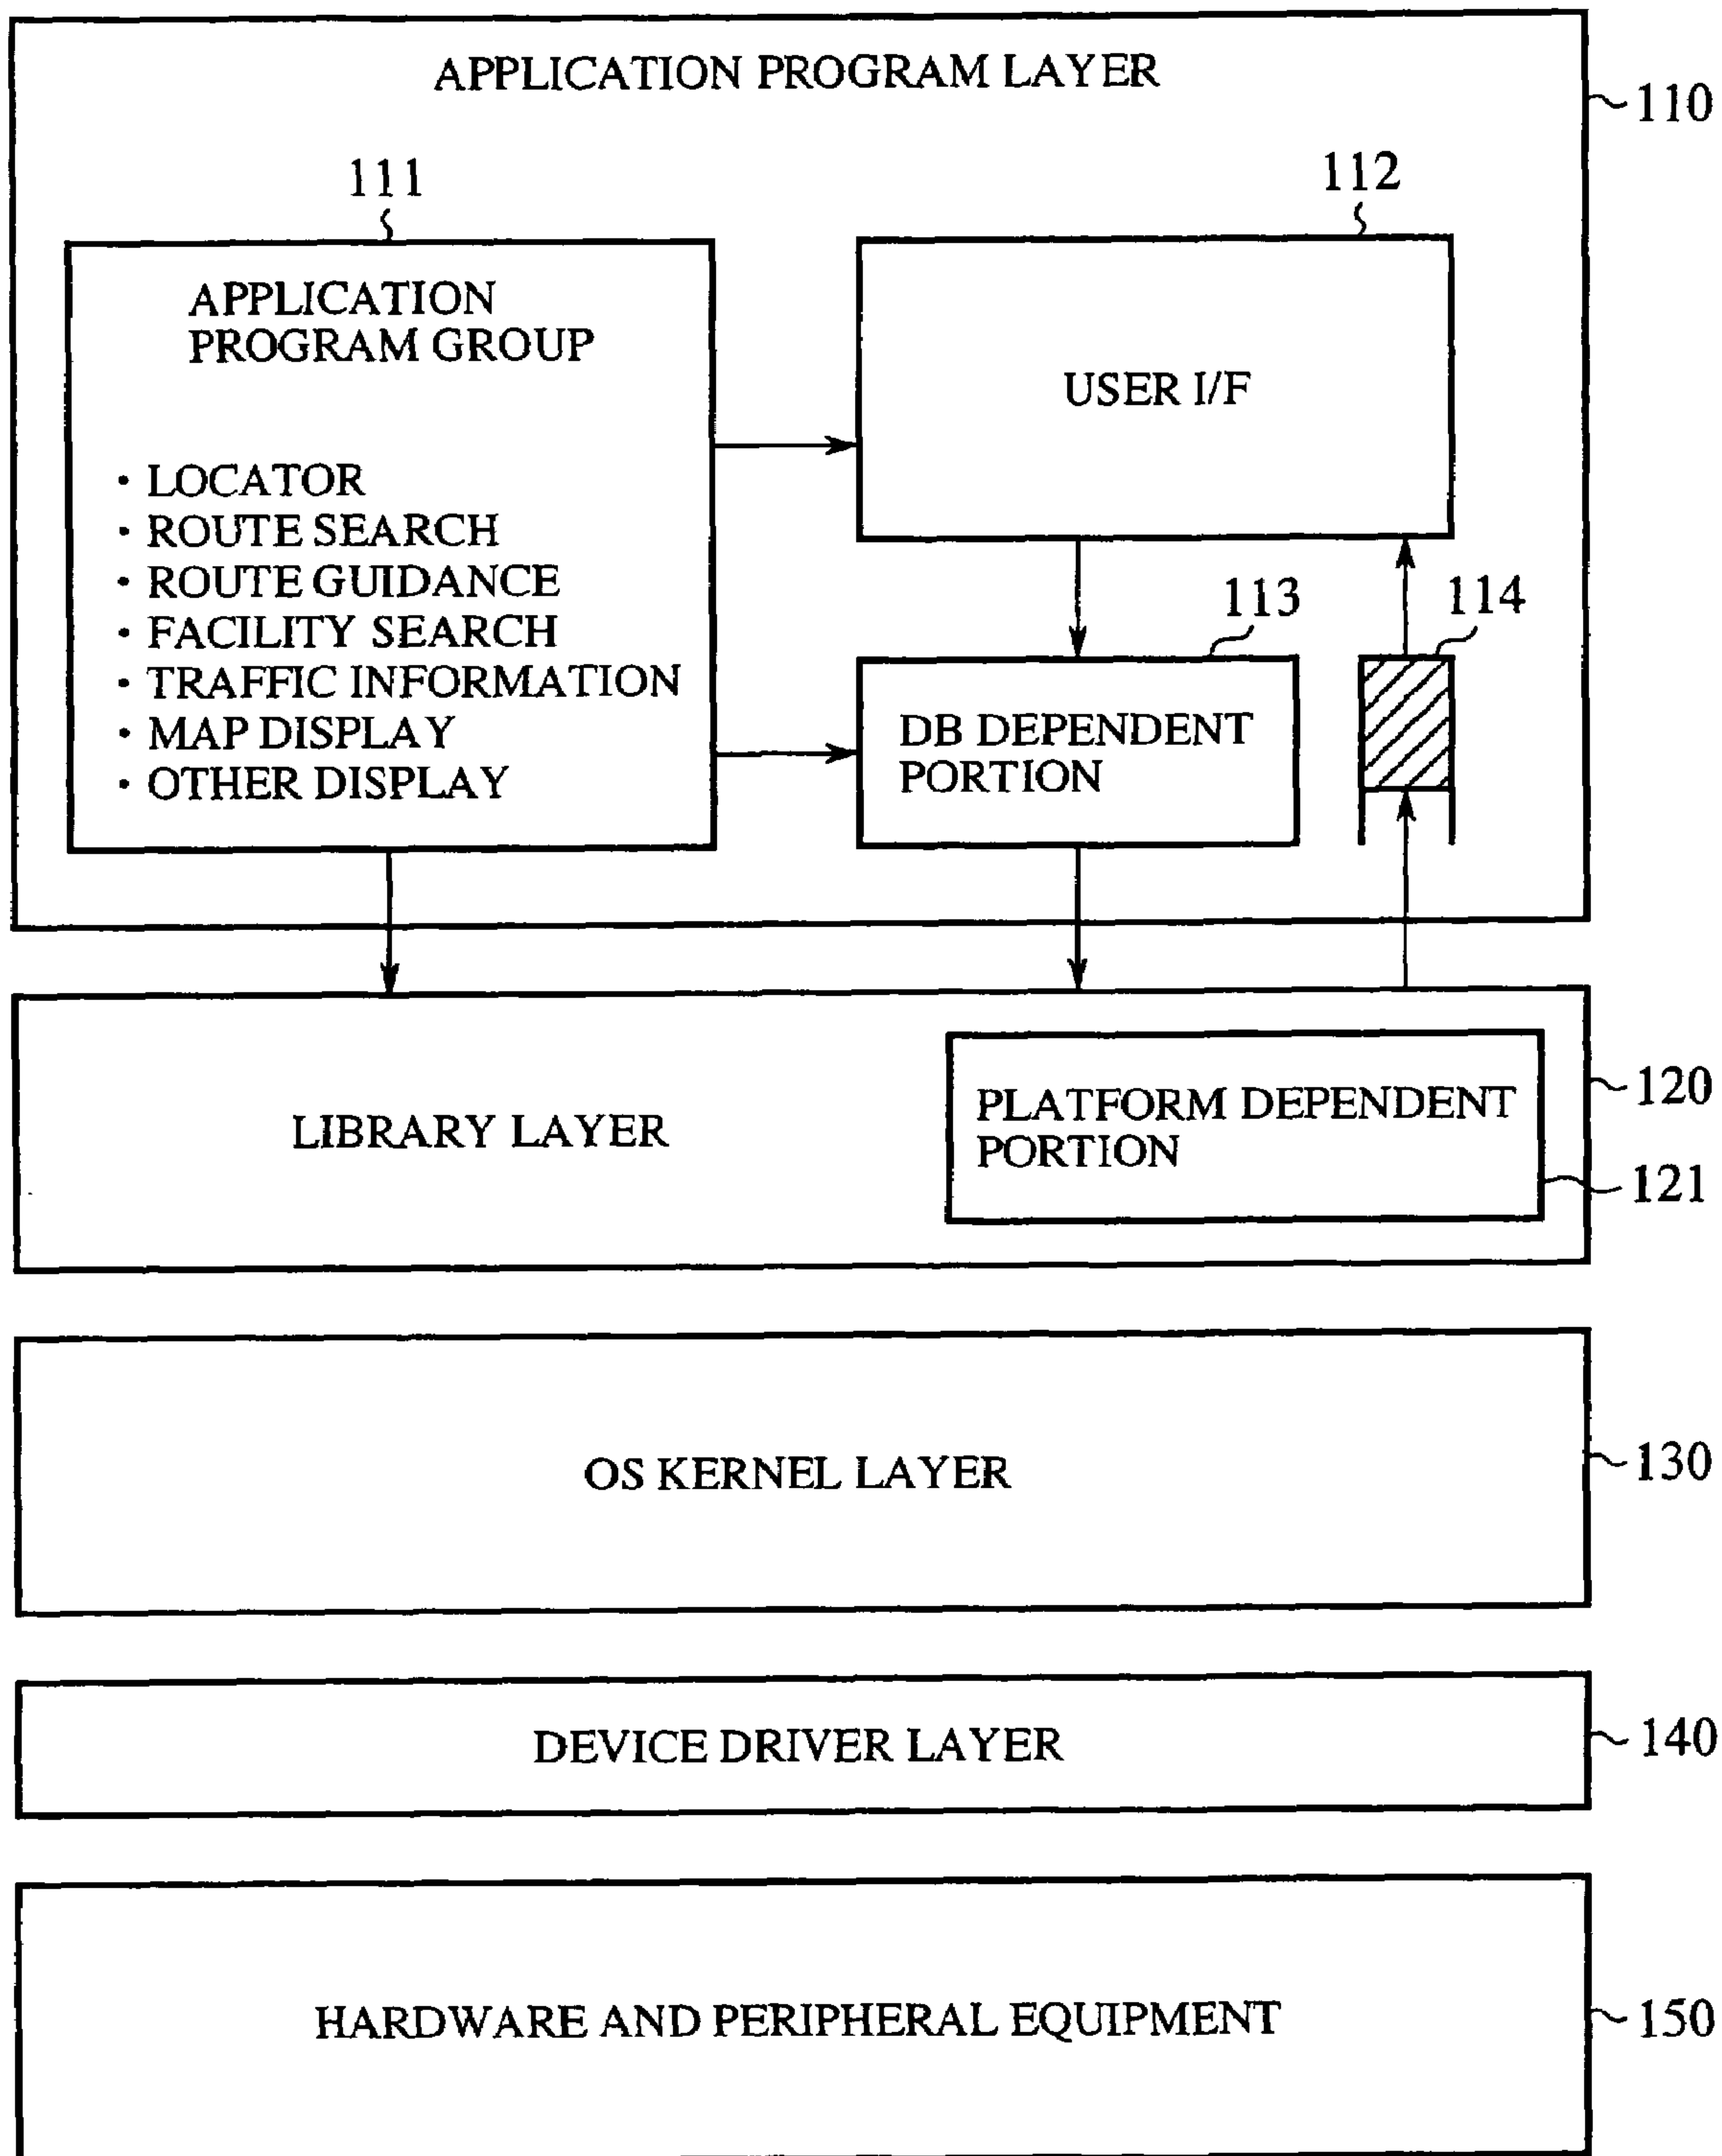 APPLICATION PROGRAM LAYER
110
111
112
APPLICATION
PROGRAM GROUP
USER I/F
· LOCATOR
· ROUTE SEARCH
· ROUTE GUIDANCE
· FACILITY SEARCH
· TRAFFIC INFORMATION
· MAP DISPLAY
· OTHER DISPLAY
113
114
DB DEPENDENT
PORTION
LIBRARY LAYER
PLATFORM DEPENDENT
PORTION
120
121
OS KERNEL LAYER
130
DEVICE DRIVER LAYER
140
HARDWARE AND PERIPHERAL EQUIPMENT
150